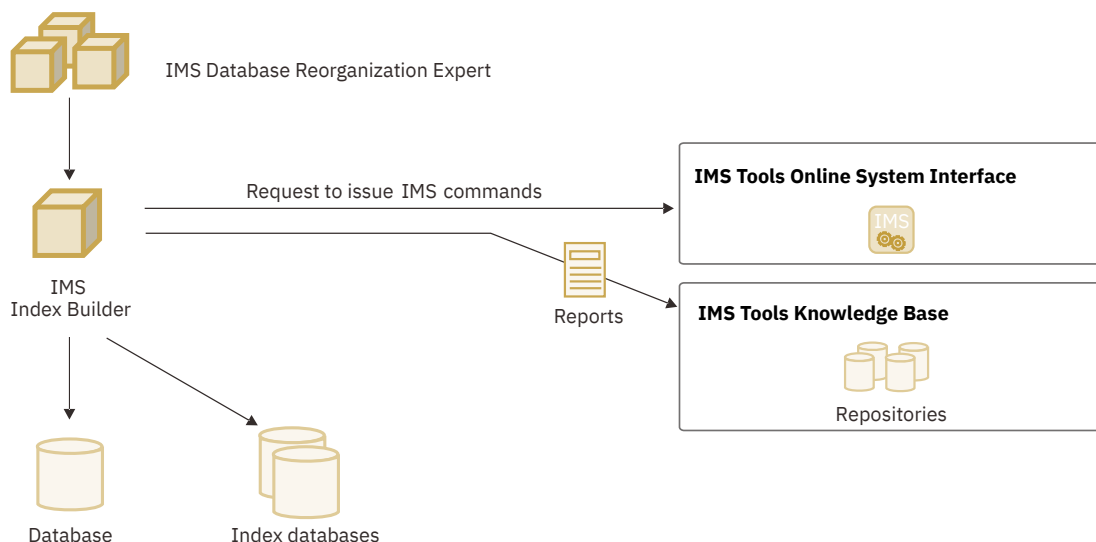 IMS Database Reorganization Expert
Request to issue IMS commands
IMS Tools Online System Interface
IMS
IMS
Index Builder
Reports
IMS Tools Knowledge Base
Repositories
Database
Index databases